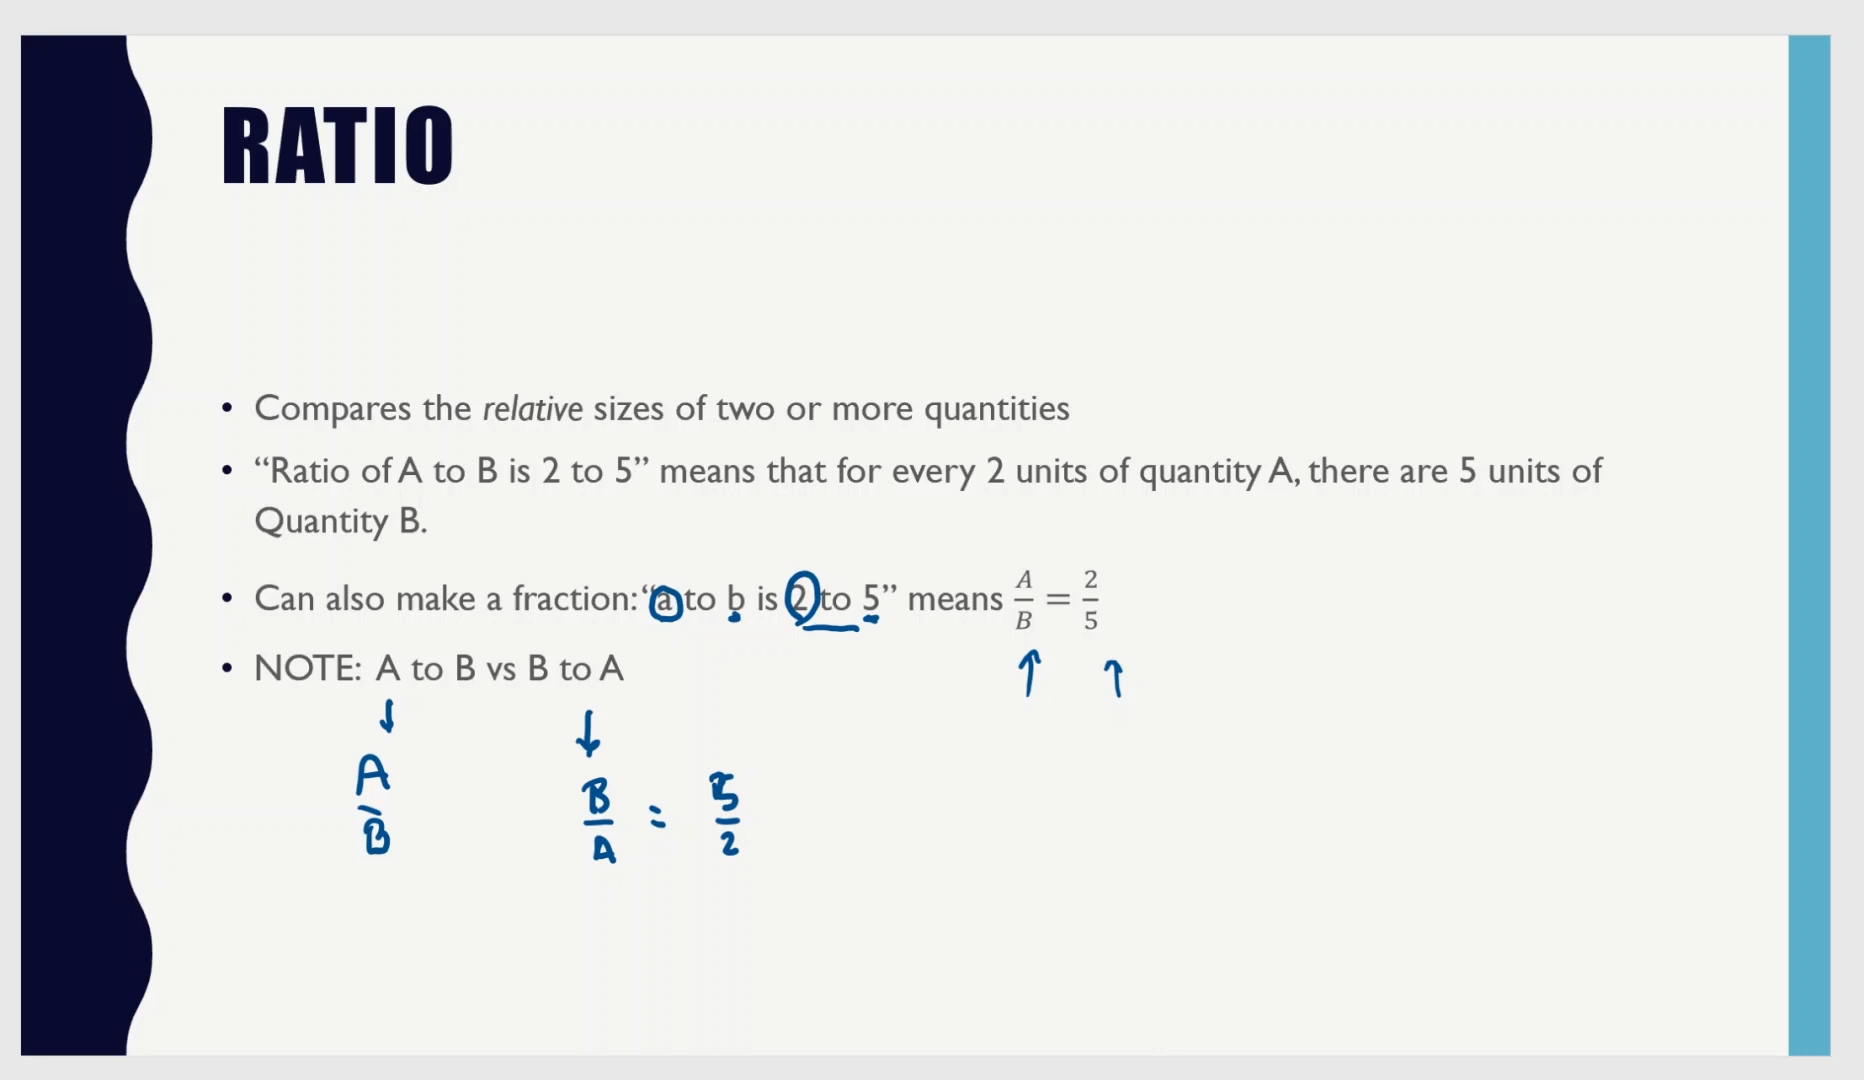 RATIO
• Compares the relative sizes of two or more quantities
• “Ratio of A to B is 2 to 5” means that for every 2 units of quantity A, there are 5 units of
Quantity B.
• Can also make a fraction: “a to b is 2 to 5” means A/B = 2/5
• NOTE: A to B vs B to A
A/B B/A = 5/2